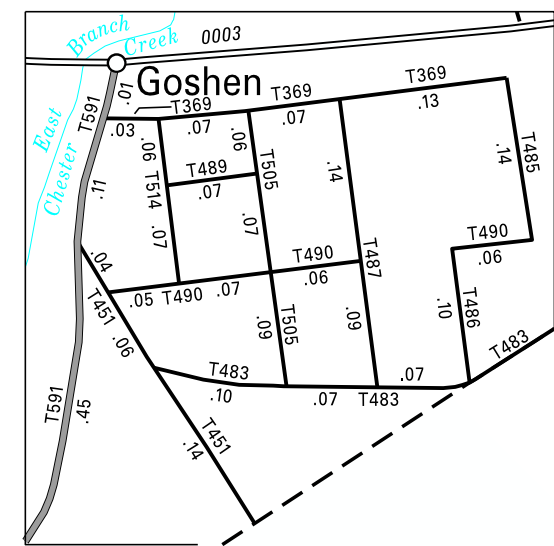 Branch
Creek
0003
East
Chester
Goshen
T591
.01
T369
.03
.07
T369
.07
T369
.13
.06
.06
T489
.07
T505
.14
.14
T485
.11
T514
.07
.07
T490
.06
.04
T490
.06
T487
.05
T490
.07
T451
.06
.09
T505
.09
.10
T486
T483
T483
.10
.07
T483
.07
T591
.45
T451
.14